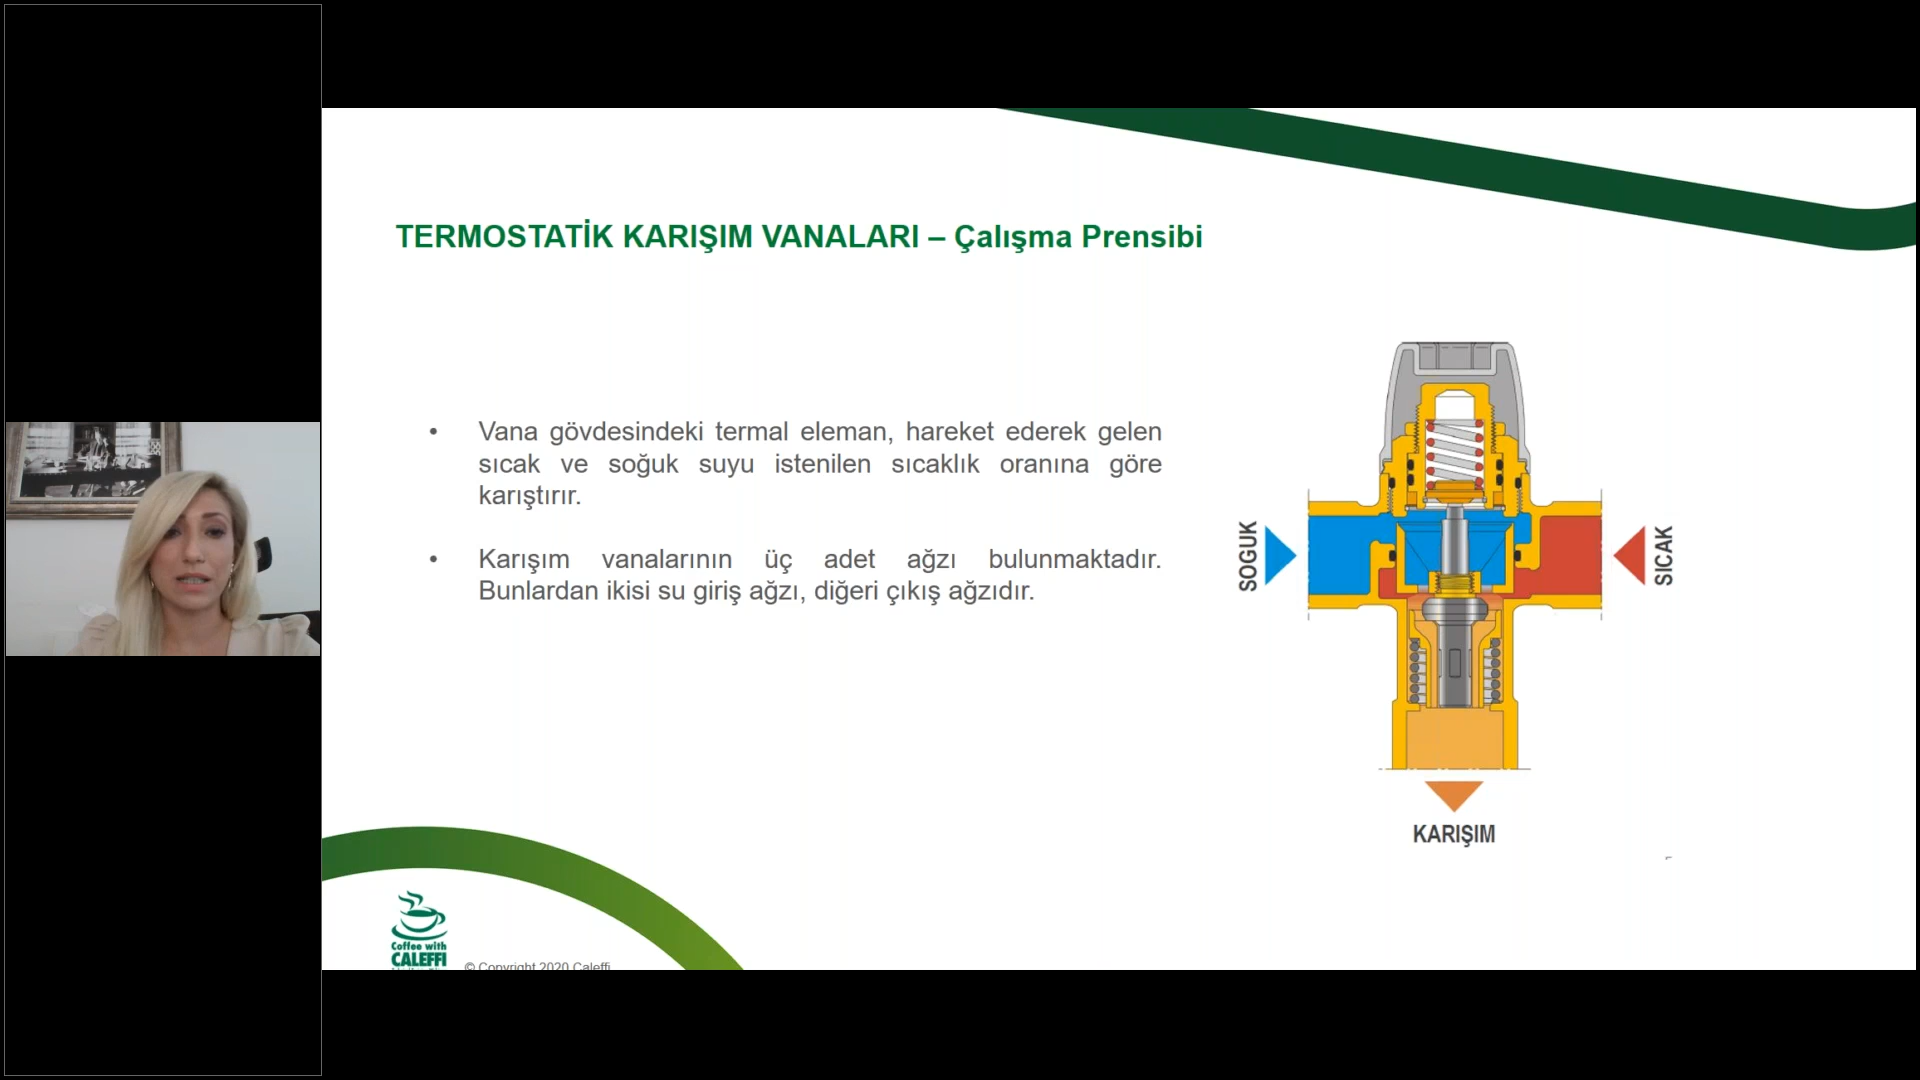 TERMOSTATİK KARIŞIM VANALARI – Çalışma Prensibi
• Vana gövdesindeki termal eleman, hareket ederek gelen
sıcak ve soğuk suyu istenilen sıcaklık oranına göre
karıştırır.
• Karışım vanalarının üç adet ağzı bulunmaktadır.
Bunlardan ikisi su giriş ağzı, diğeri çıkış ağzıdır.
SOGUK
SICAK
KARIŞIM
Coffee with
CALEFFI
© Copyright 2020 Caleffi